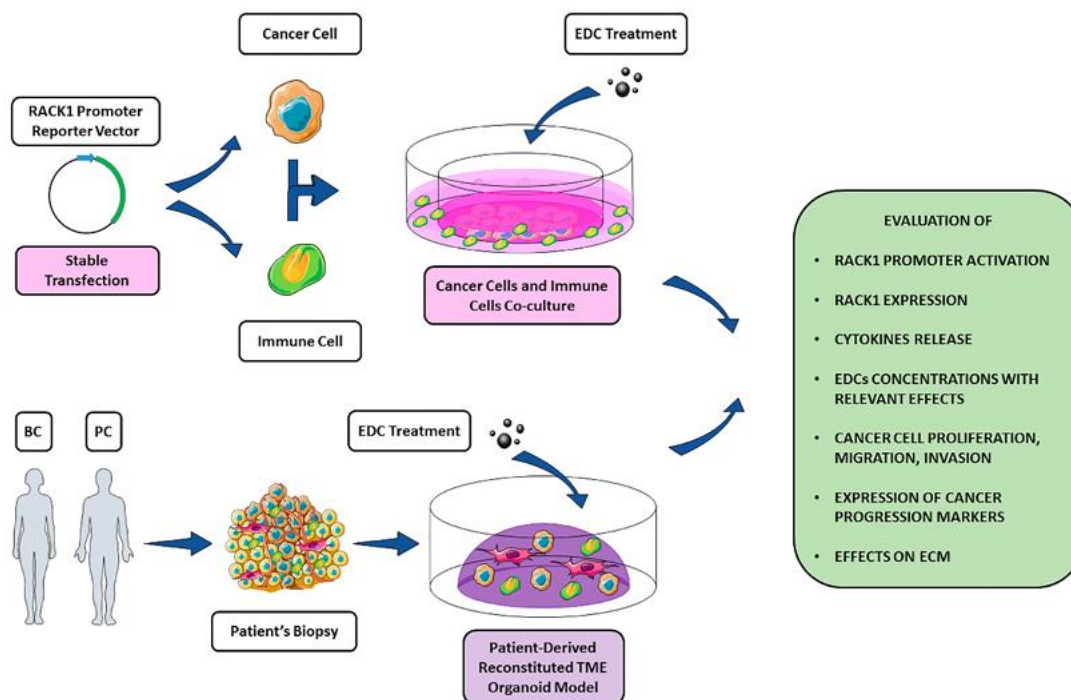 Cancer Cell
EDC Treatment
RACK1 Promoter
Reporter Vector
Stable
Transfection
Immune Cell
Cancer Cells and Immune
Cells Co-culture
EVALUATION OF
• RACK1 PROMOTER ACTIVATION
• RACK1 EXPRESSION
• CYTOKINES RELEASE
• EDCs CONCENTRATIONS WITH
RELEVANT EFFECTS
• CANCER CELL PROLIFERATION,
MIGRATION, INVASION
• EXPRESSION OF CANCER
PROGRESSION MARKERS
• EFFECTS ON ECM
BC
PC
EDC Treatment
Patient's Biopsy
Patient-Derived
Reconstituted TME
Organoid Model